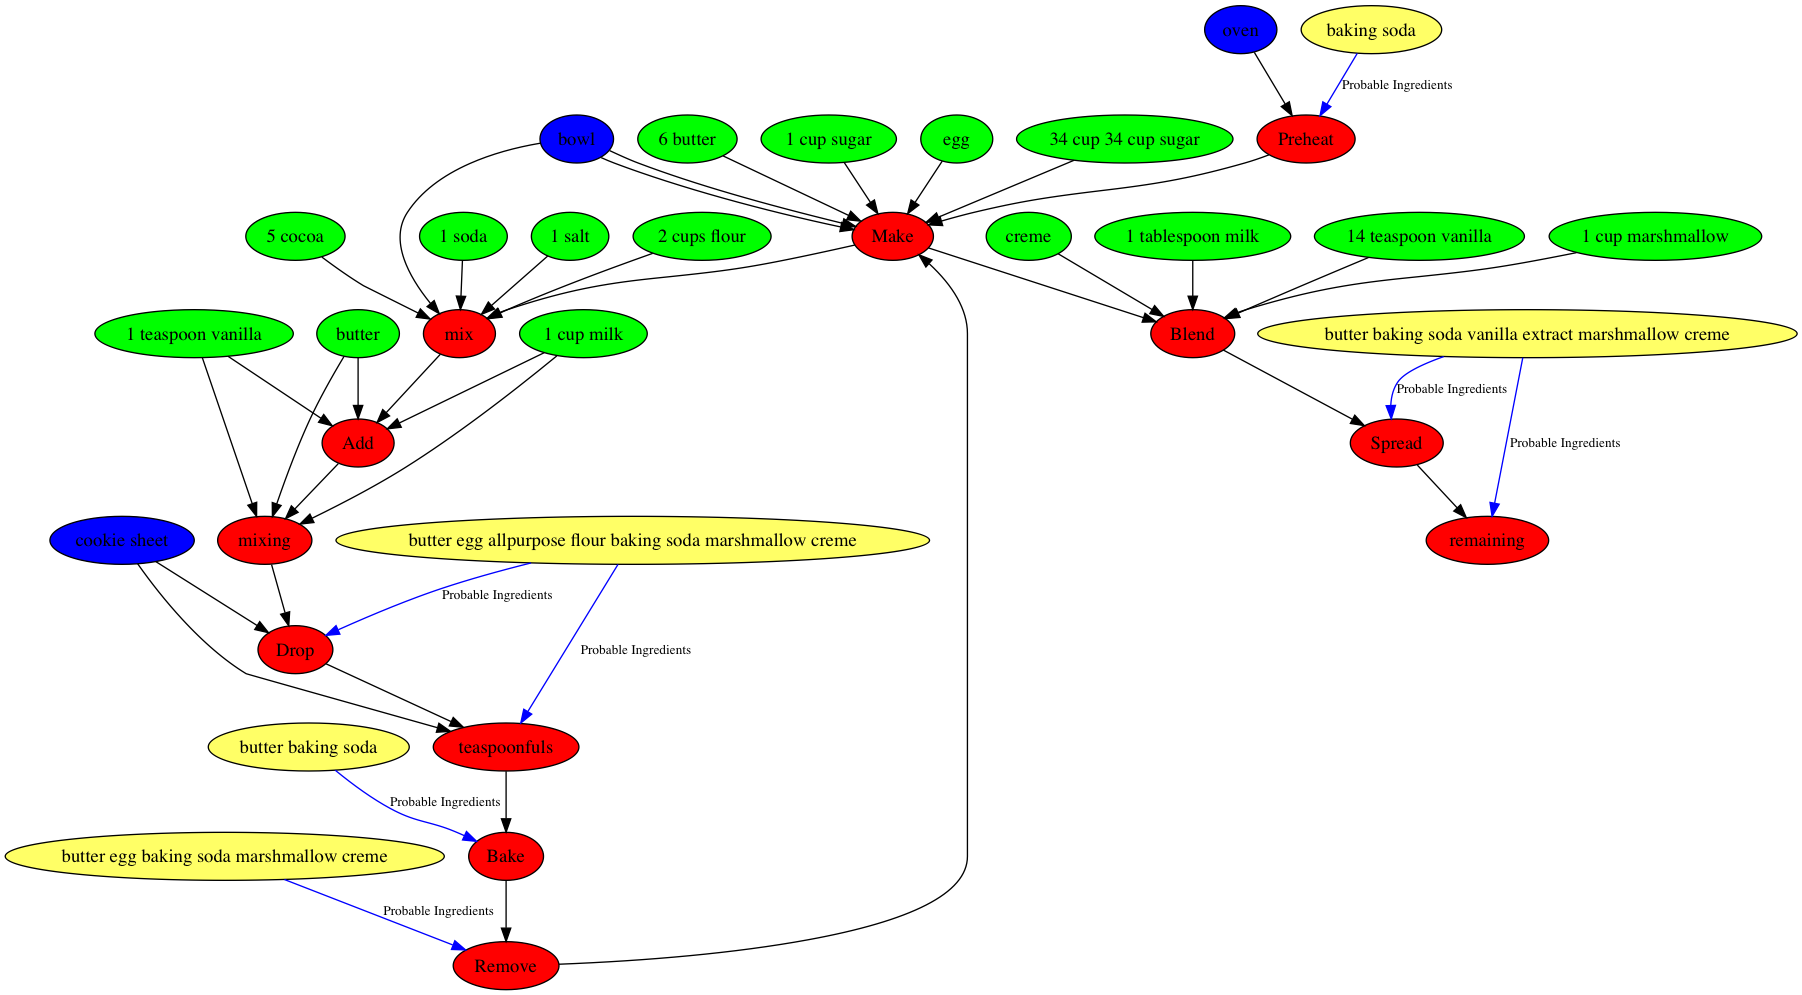 oven
baking soda
Probable Ingredients
bowl
6 butter
1 cup sugar
egg
34 cup 34 cup sugar
Preheat
5 cocoa
1 soda
1 salt
2 cups flour
Make
creme
1 tablespoon milk
14 teaspoon vanilla
1 cup marshmallow
1 teaspoon vanilla
butter
mix
1 cup milk
Blend
butter baking soda vanilla extract marshmallow creme
Probable Ingredients
Add
Spread
Probable Ingredients
cookie sheet
mixing
butter egg allpurpose flour baking soda marshmallow creme
remaining
Probable Ingredients
Drop
Probable Ingredients
butter baking soda
teaspoonfuls
Probable Ingredients
butter egg baking soda marshmallow creme
Bake
Probable Ingredients
Remove